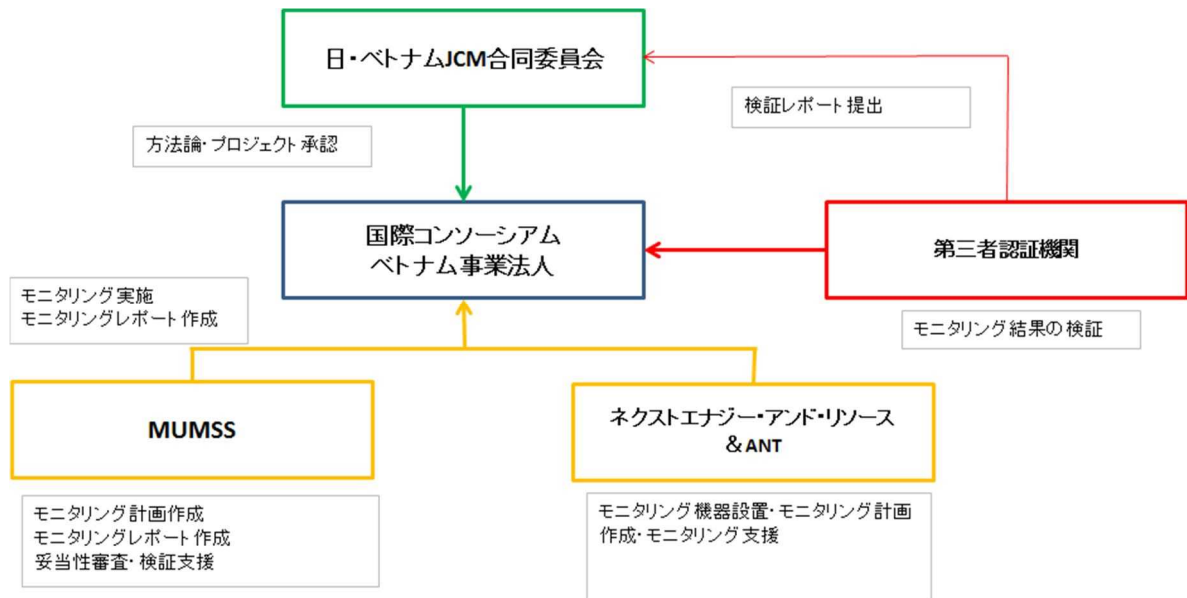 日・ベトナムJCM合同委員会
検証レポート提出
方法論・プロジェクト承認
国際コンソーシアム
ベトナム事業法人
第三者認証機関
モニタリング実施
モニタリングレポート作成
モニタリング結果の検証
MUMSS
ネクストエナジー・アンド・リソース
&ANT
モニタリング計画作成
モニタリングレポート作成
妥当性審査・検証支援
モニタリング機器設置・モニタリング計画
作成・モニタリング支援